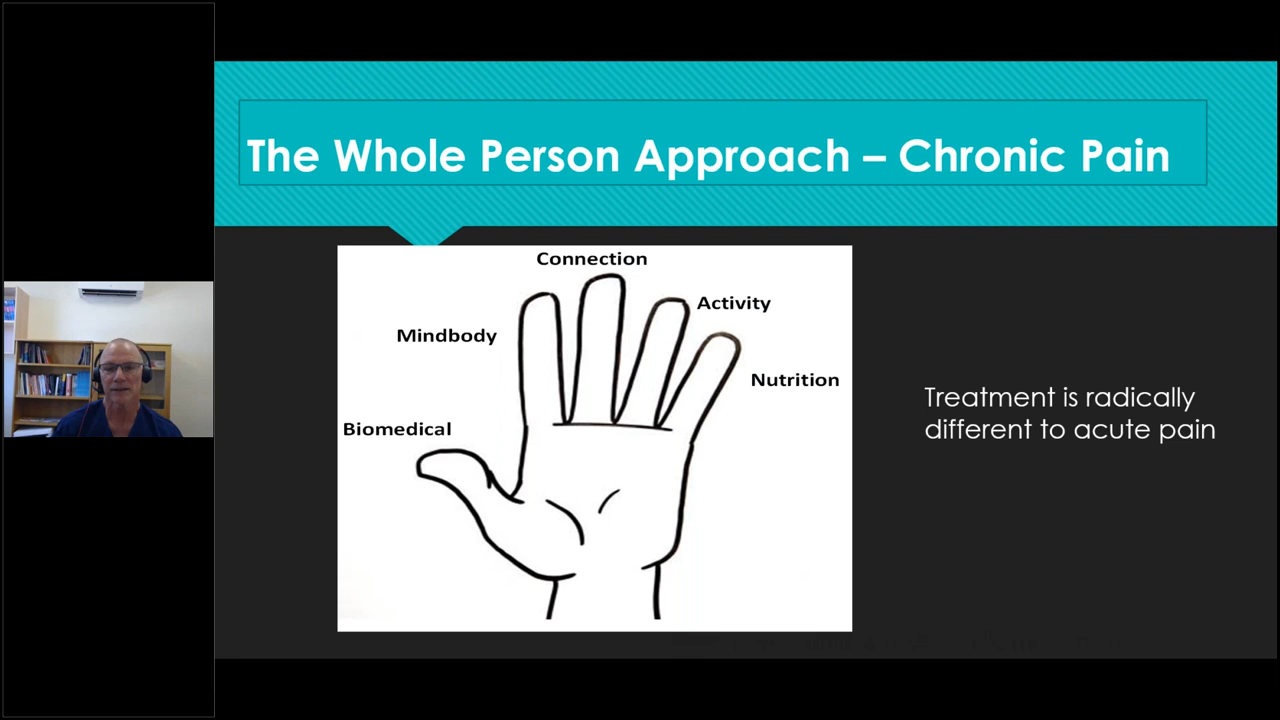 The Whole Person Approach – Chronic Pain
Connection
Activity
Mindbody
Nutrition
Biomedical
Treatment is radically
different to acute pain